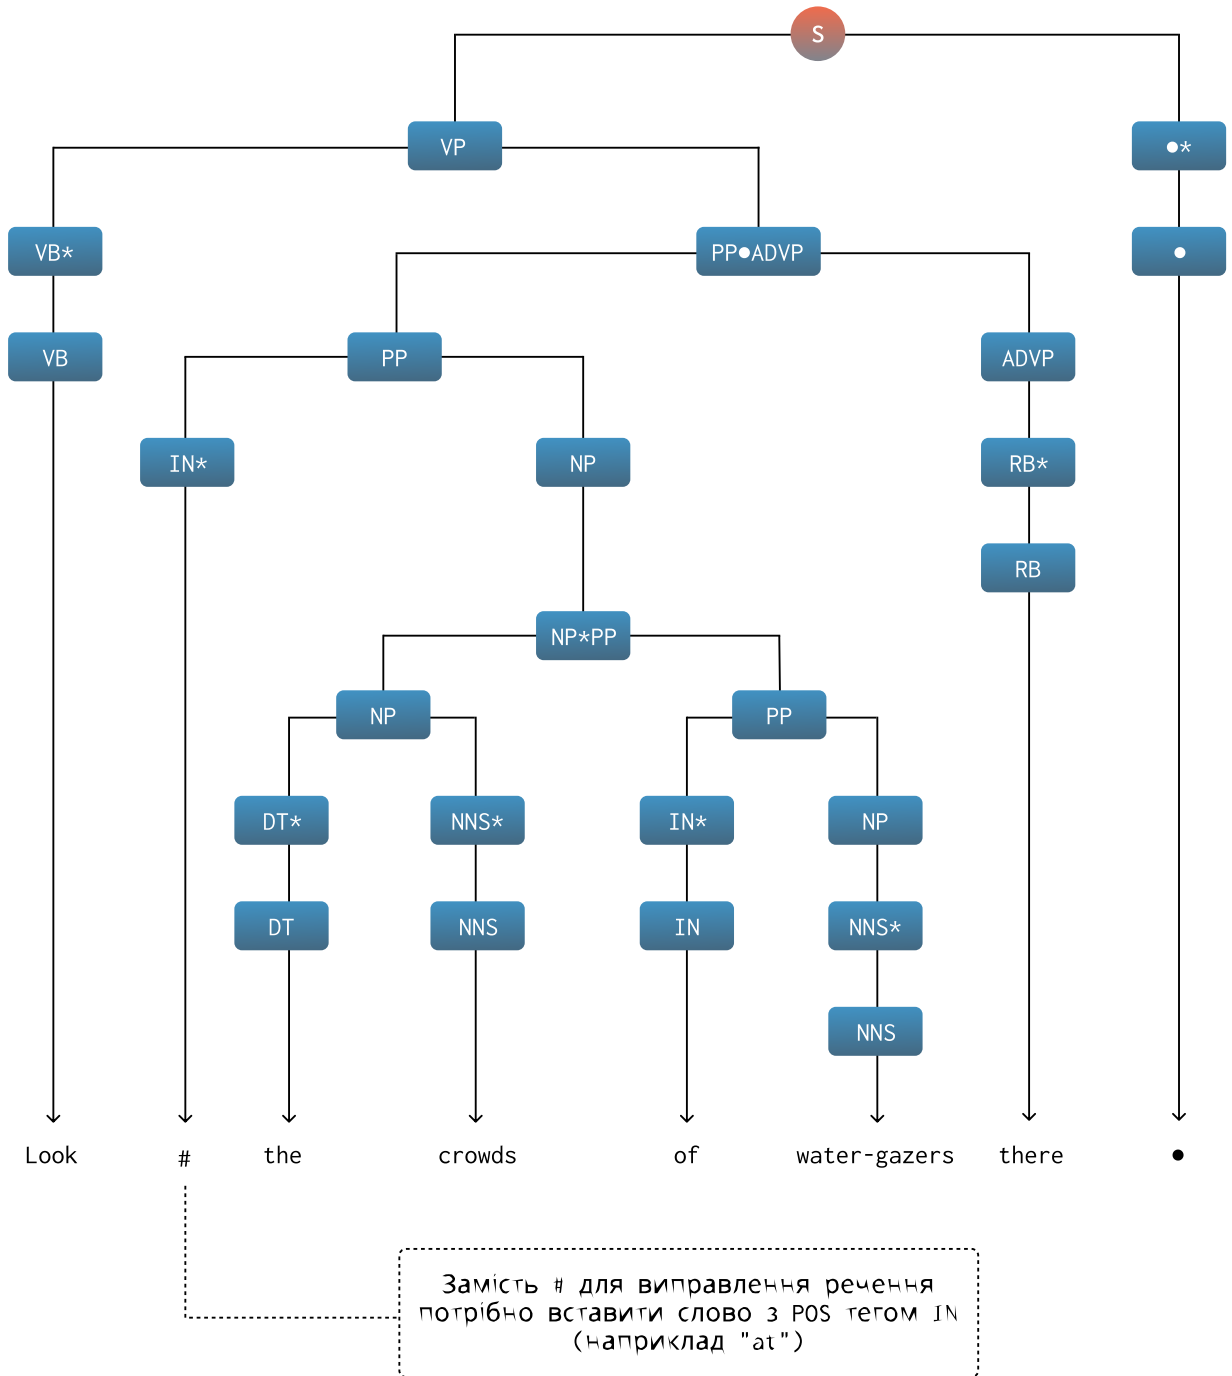 S
VP
●*
VB*
PP●ADVP
●
VB
PP
ADVP
IN*
NP
RB*
RB
NP*PP
NP
PP
DT*
NNS*
IN*
NP
DT
NNS
IN
NNS*
NNS
Look # the crowds of water-gazers there ●
Замість # для виправлення речення
потрібно вставити слово з POS тегом IN
(наприклад "at")